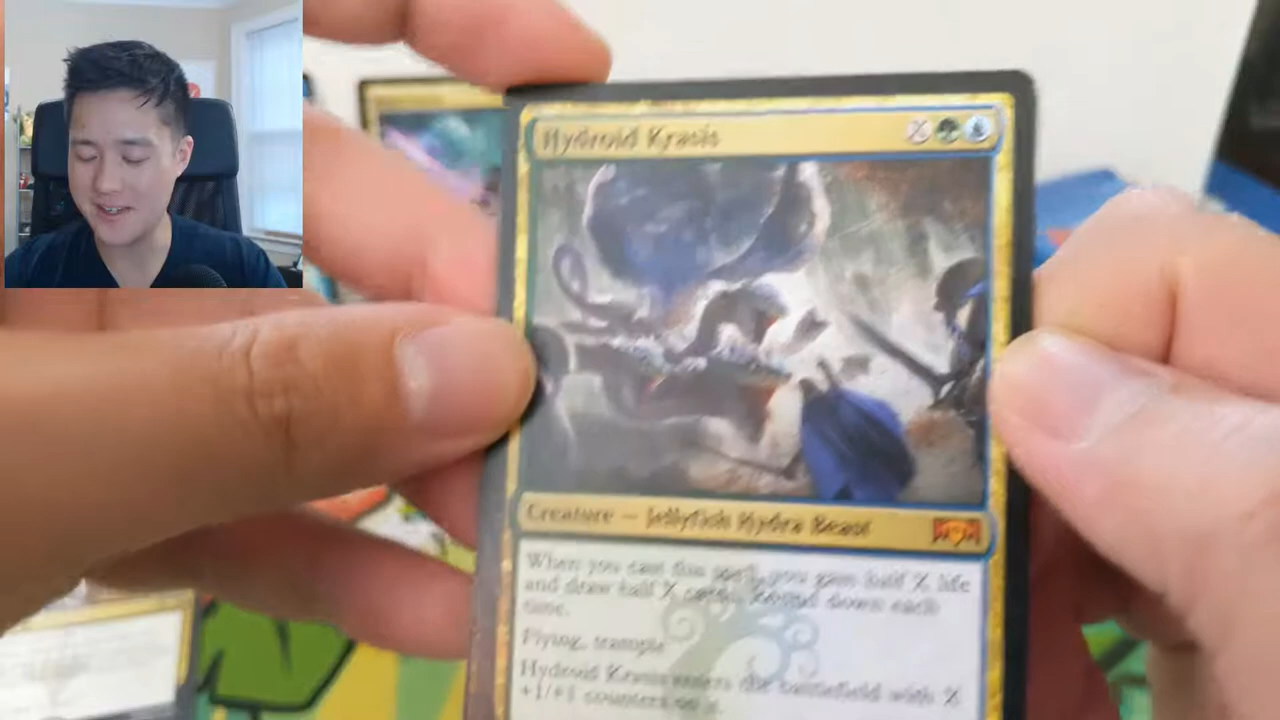 Hydroid Krasis X
Creature — Jellyfish Hydra Beast
When you cast this spell, you gain half X life
and draw half X cards. Round down each
time.
Flying, trample
Hydroid Krasis enters the battlefield with X
+1/+1 counters on it.